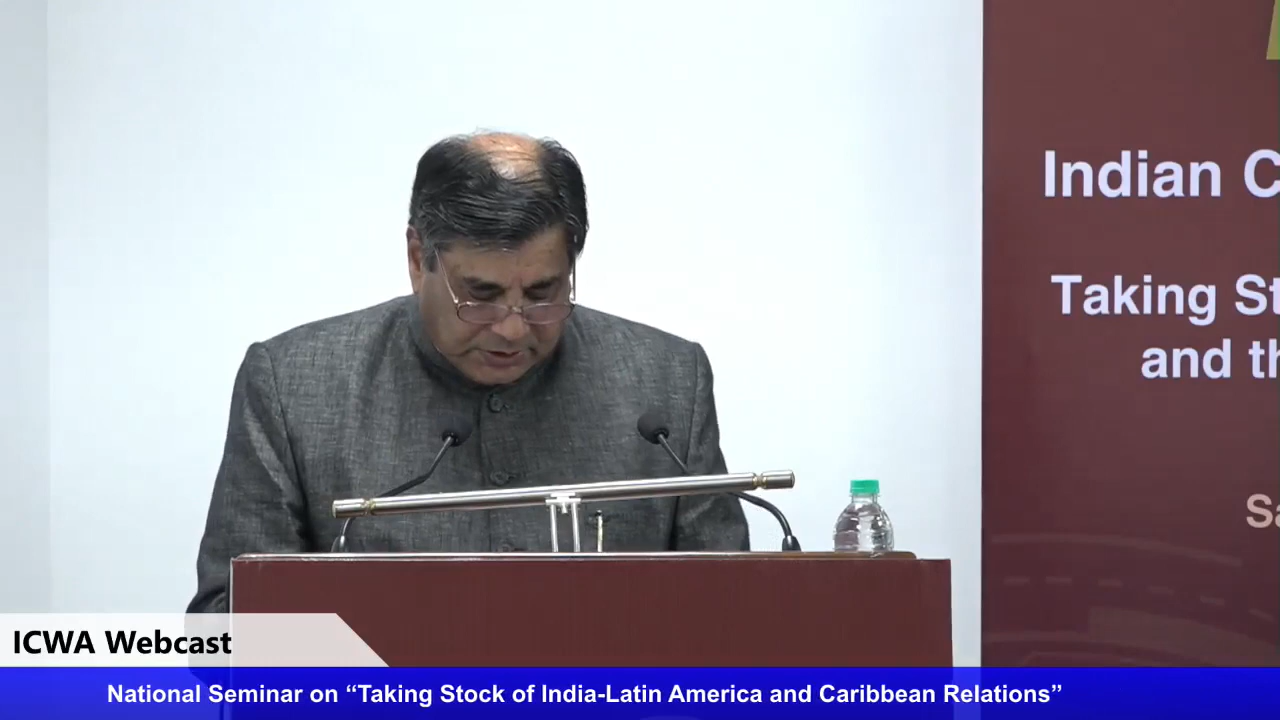 Indian C
Taking St
and th
Sa
ICWA Webcast
National Seminar on “Taking Stock of India-Latin America and Caribbean Relations”